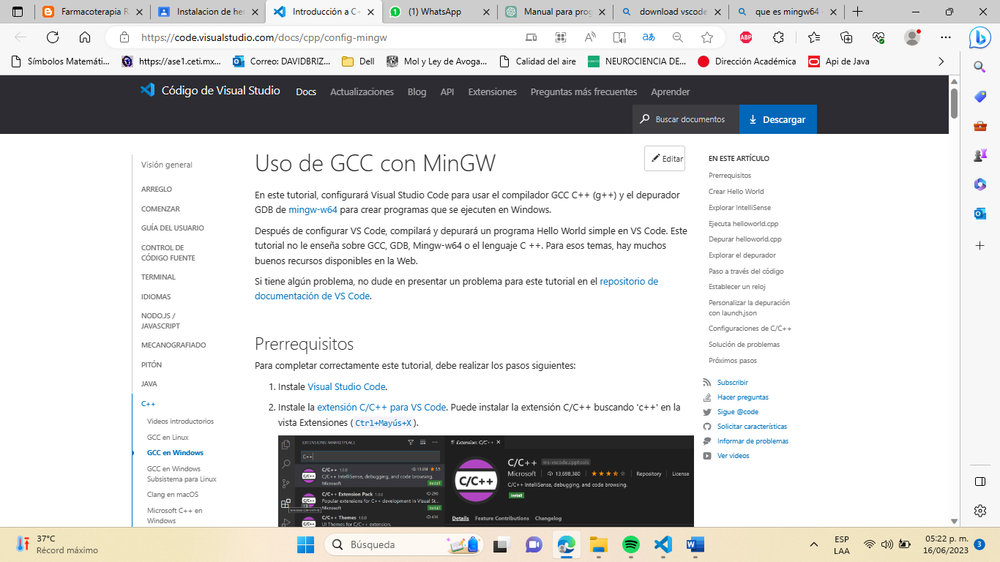 Farmacoterapia R
Instalacion de her
Introducción a C+
(1) WhatsApp
Manual para prog
download vscode
que es mingw64 -
https://code.visualstudio.com/docs/cpp/config-mingw
ABP
Símbolos Matemáti...
https://ase1.ceti.mx...
Correo: DAVIDBRIZ...
Dell
Mol y Ley de Avoga...
Calidad del aire
NEUROCIENCIA DE...
Dirección Académica
Api de Java
Código de Visual Studio
Docs
Actualizaciones
Blog
API
Extensiones
Preguntas más frecuentes
Aprender
Buscar documentos
Descargar
Visión general
ARREGLO
COMENZAR
GUÍA DEL USUARIO
CONTROL DE
CÓDIGO FUENTE
TERMINAL
IDIOMAS
NODO.JS /
JAVASCRIPT
MECANOGRAFIADO
PITÓN
JAVA
C++
Videos introductorios
GCC en Linux
GCC en Windows
GCC en Windows
Subsistema para Linux
Clang en macOS
Microsoft C++ en
Windows
Uso de GCC con MinGW
Editar
En este tutorial, configurará Visual Studio Code para usar el compilador GCC C++ (g++) y el depurador
GDB de mingw-w64 para crear programas que se ejecuten en Windows.
Después de configurar VS Code, compilará y depurará un programa Hello World simple en VS Code. Este
tutorial no le enseña sobre GCC, GDB, Mingw-w64 o el lenguaje C ++. Para esos temas, hay muchos
buenos recursos disponibles en la Web.
Si tiene algún problema, no dude en presentar un problema para este tutorial en el repositorio de
documentación de VS Code.
Prerrequisitos
Para completar correctamente este tutorial, debe realizar los pasos siguientes:
1. Instale Visual Studio Code.
2. Instale la extensión C/C++ para VS Code. Puede instalar la extensión C/C++ buscando 'c++' en la
vista Extensiones (Ctrl+Mayús+X).
EXTENSIONS: MARKETPLACE
C++
C/C++ 1.0.0
13.6M 3.5
C/C++ IntelliSense, debugging, and code browsing.
Microsoft
Install
C/C++ Extension Pack 1.0.0
290
Popular extensions for C++ development in Visual St...
Microsoft
Install
C/C++ Themes 1.0.0
UI Themes for C/C++ extension.
Extension: C/C++
C/C++
C/C++ ms-vscode.cpptools
Microsoft
13,698,380
Repository
License
C/C++ IntelliSense, debugging, and code browsing.
Install
Details
Feature Contributions
Changelog
EN ESTE ARTÍCULO
Prerrequisitos
Crear Hello World
Explorar IntelliSense
Ejecuta helloworld.cpp
Depurar helloworld.cpp
Explorar el depurador
Paso a través del código
Establecer un reloj
Personalizar la depuración
con launch.json
Configuraciones de C/C++
Solución de problemas
Próximos pasos
Subscribir
Hacer preguntas
Sigue @code
Solicitar características
Informar de problemas
Ver videos
37°C
Récord máximo
Búsqueda
ESP
LAA
05:22 p. m.
16/06/2023
3